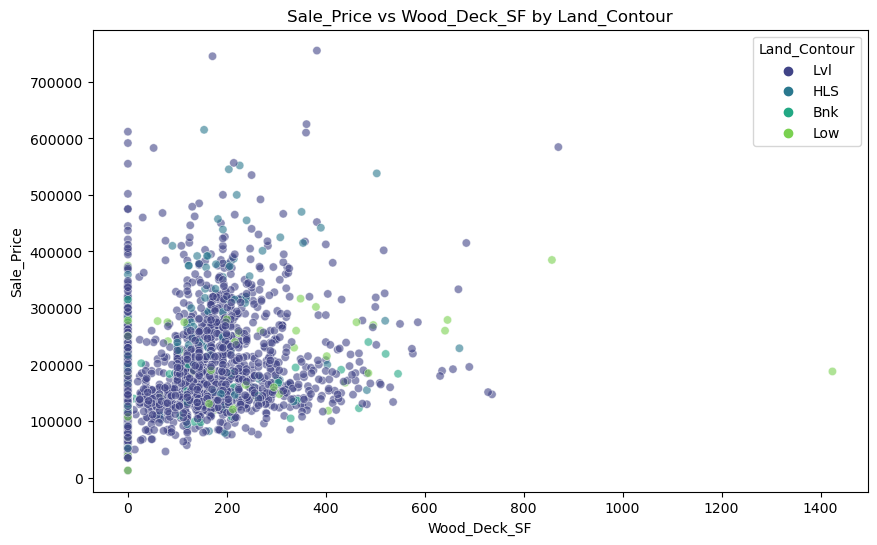 Sale_Price vs Wood_Deck_SF by Land_Contour
Land_Contour
Lvl
HLS
Bnk
Low
700000
600000
500000
400000
300000
200000
100000
0
Sale_Price
0 200 400 600 800 1000 1200 1400
Wood_Deck_SF